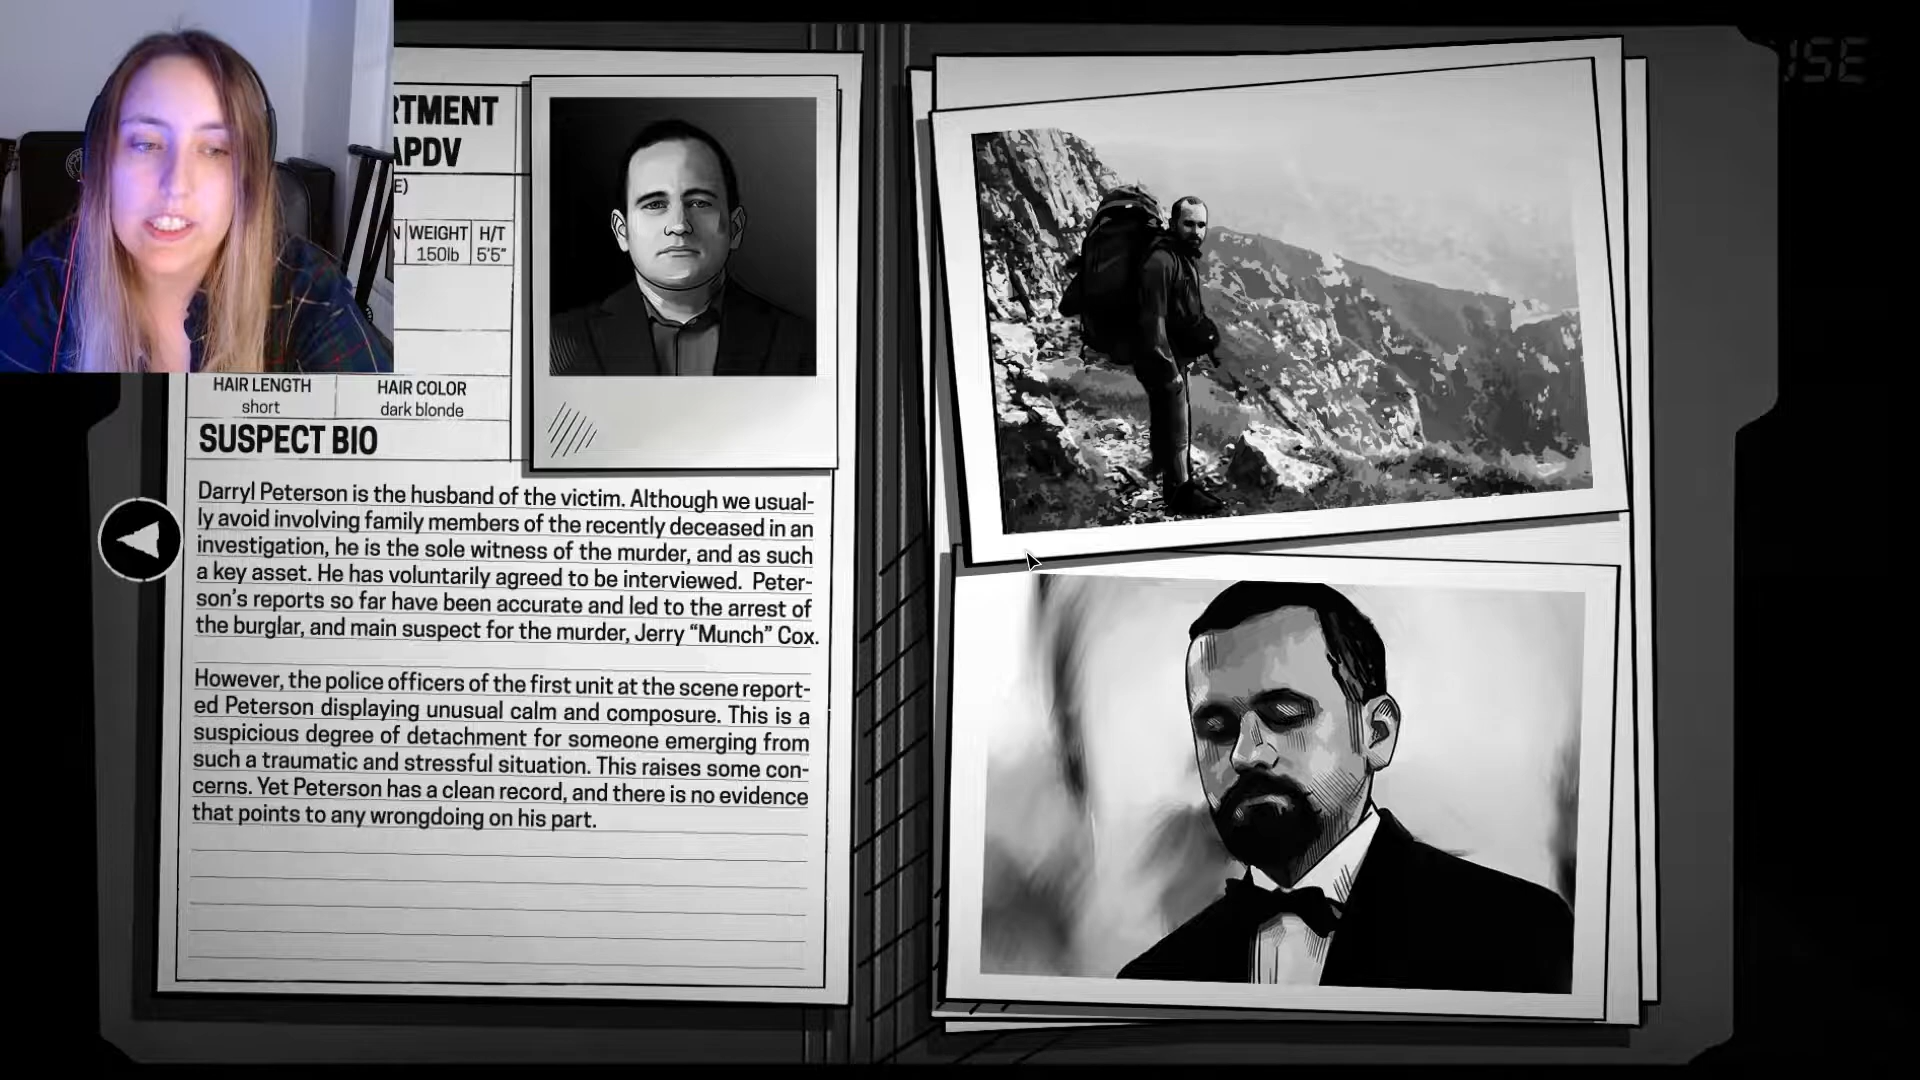 RTMENT
APDV
E)
N WEIGHT H/T
150lb 5'5"
HAIR LENGTH HAIR COLOR
short dark blonde
SUSPECT BIO
Darryl Peterson is the husband of the victim. Although we usual-
ly avoid involving family members of the recently deceased in an
investigation, he is the sole witness of the murder, and as such
a key asset. He has voluntarily agreed to be interviewed. Peter-
son's reports so far have been accurate and led to the arrest of
the burglar, and main suspect for the murder, Jerry “Munch” Cox.
However, the police officers of the first unit at the scene report-
ed Peterson displaying unusual calm and composure. This is a
suspicious degree of detachment for someone emerging from
such a traumatic and stressful situation. This raises some con-
cerns. Yet Peterson has a clean record, and there is no evidence
that points to any wrongdoing on his part.
USE